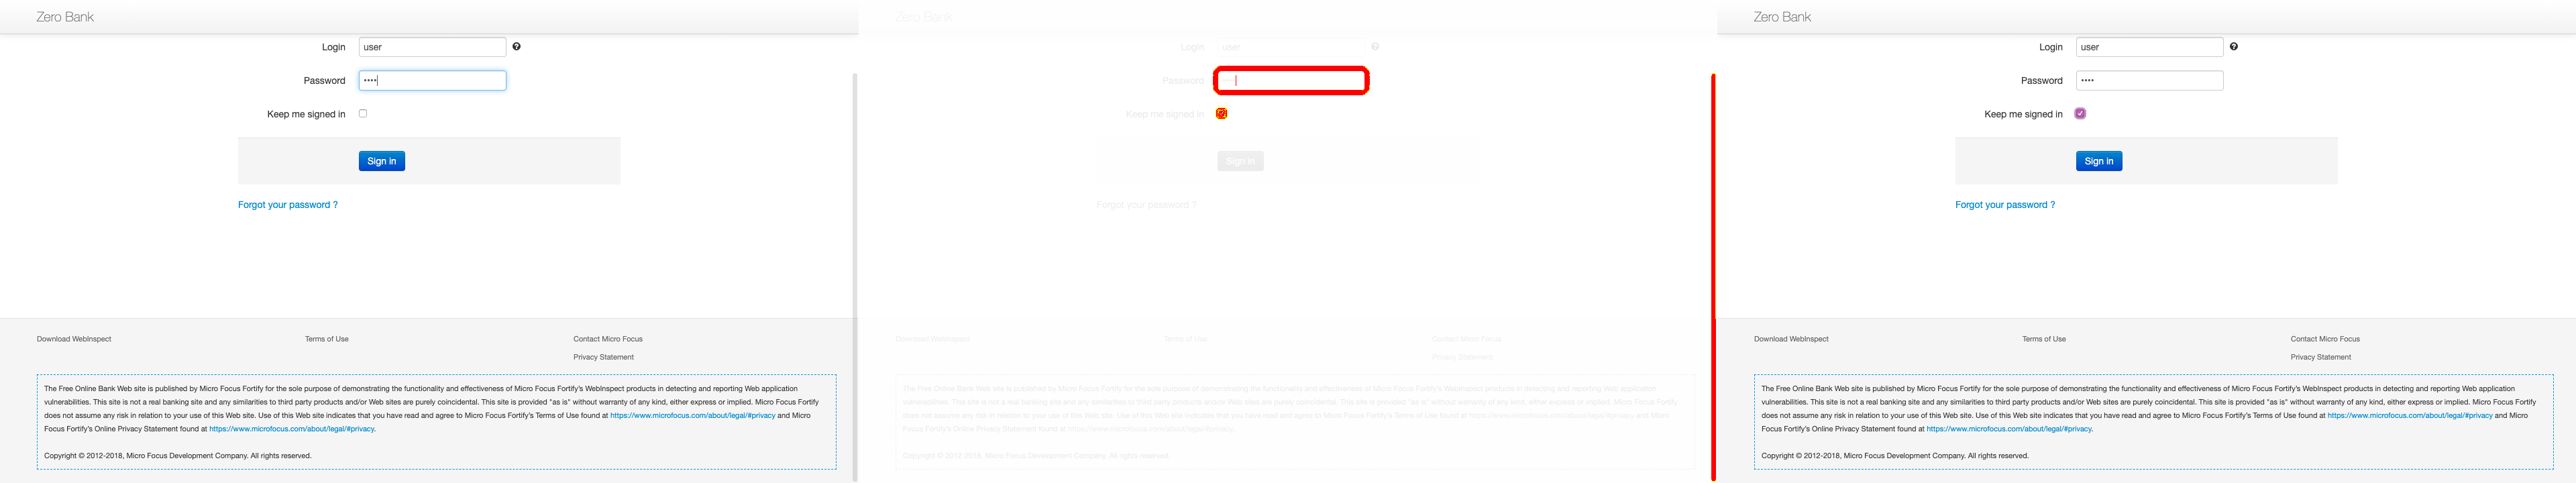 Zero Bank
Login user
Password ••••
Keep me signed in
Sign in
Forgot your password ?
Download WebInspect Terms of Use Contact Micro Focus
Privacy Statement
The Free Online Bank Web site is published by Micro Focus Fortify for the sole purpose of demonstrating the functionality and effectiveness of Micro Focus Fortify's WebInspect products in detecting and reporting Web application
vulnerabilities. This site is not a real banking site and any similarities to third party products and/or Web sites are purely coincidental. This site is provided "as is" without warranty of any kind, either express or implied. Micro Focus Fortify
does not assume any risk in relation to your use of this Web site. Use of this Web site indicates that you have read and agree to Micro Focus Fortify's Terms of Use found at https://www.microfocus.com/about/legal/#privacy and Micro
Focus Fortify's Online Privacy Statement found at https://www.microfocus.com/about/legal/#privacy.
Copyright © 2012-2018, Micro Focus Development Company. All rights reserved.
Zero Bank
Login user
Password
Keep me signed in
Sign in
Forgot your password ?
Download WebInspect Terms of Use Contact Micro Focus
Privacy Statement
The Free Online Bank Web site is published by Micro Focus Fortify for the sole purpose of demonstrating the functionality and effectiveness of Micro Focus Fortify's WebInspect products in detecting and reporting Web application
vulnerabilities. This site is not a real banking site and any similarities to third party products and/or Web sites are purely coincidental. This site is provided "as is" without warranty of any kind, either express or implied. Micro Focus Fortify
does not assume any risk in relation to your use of this Web site. Use of this Web site indicates that you have read and agree to Micro Focus Fortify's Terms of Use found at https://www.microfocus.com/about/legal/#privacy and Micro
Focus Fortify's Online Privacy Statement found at https://www.microfocus.com/about/legal/#privacy.
Copyright © 2012-2018, Micro Focus Development Company. All rights reserved.
Zero Bank
Login user
Password ••••
Keep me signed in
Sign in
Forgot your password ?
Download WebInspect Terms of Use Contact Micro Focus
Privacy Statement
The Free Online Bank Web site is published by Micro Focus Fortify for the sole purpose of demonstrating the functionality and effectiveness of Micro Focus Fortify's WebInspect products in detecting and reporting Web application
vulnerabilities. This site is not a real banking site and any similarities to third party products and/or Web sites are purely coincidental. This site is provided "as is" without warranty of any kind, either express or implied. Micro Focus Fortify
does not assume any risk in relation to your use of this Web site. Use of this Web site indicates that you have read and agree to Micro Focus Fortify's Terms of Use found at https://www.microfocus.com/about/legal/#privacy and Micro
Focus Fortify's Online Privacy Statement found at https://www.microfocus.com/about/legal/#privacy.
Copyright © 2012-2018, Micro Focus Development Company. All rights reserved.